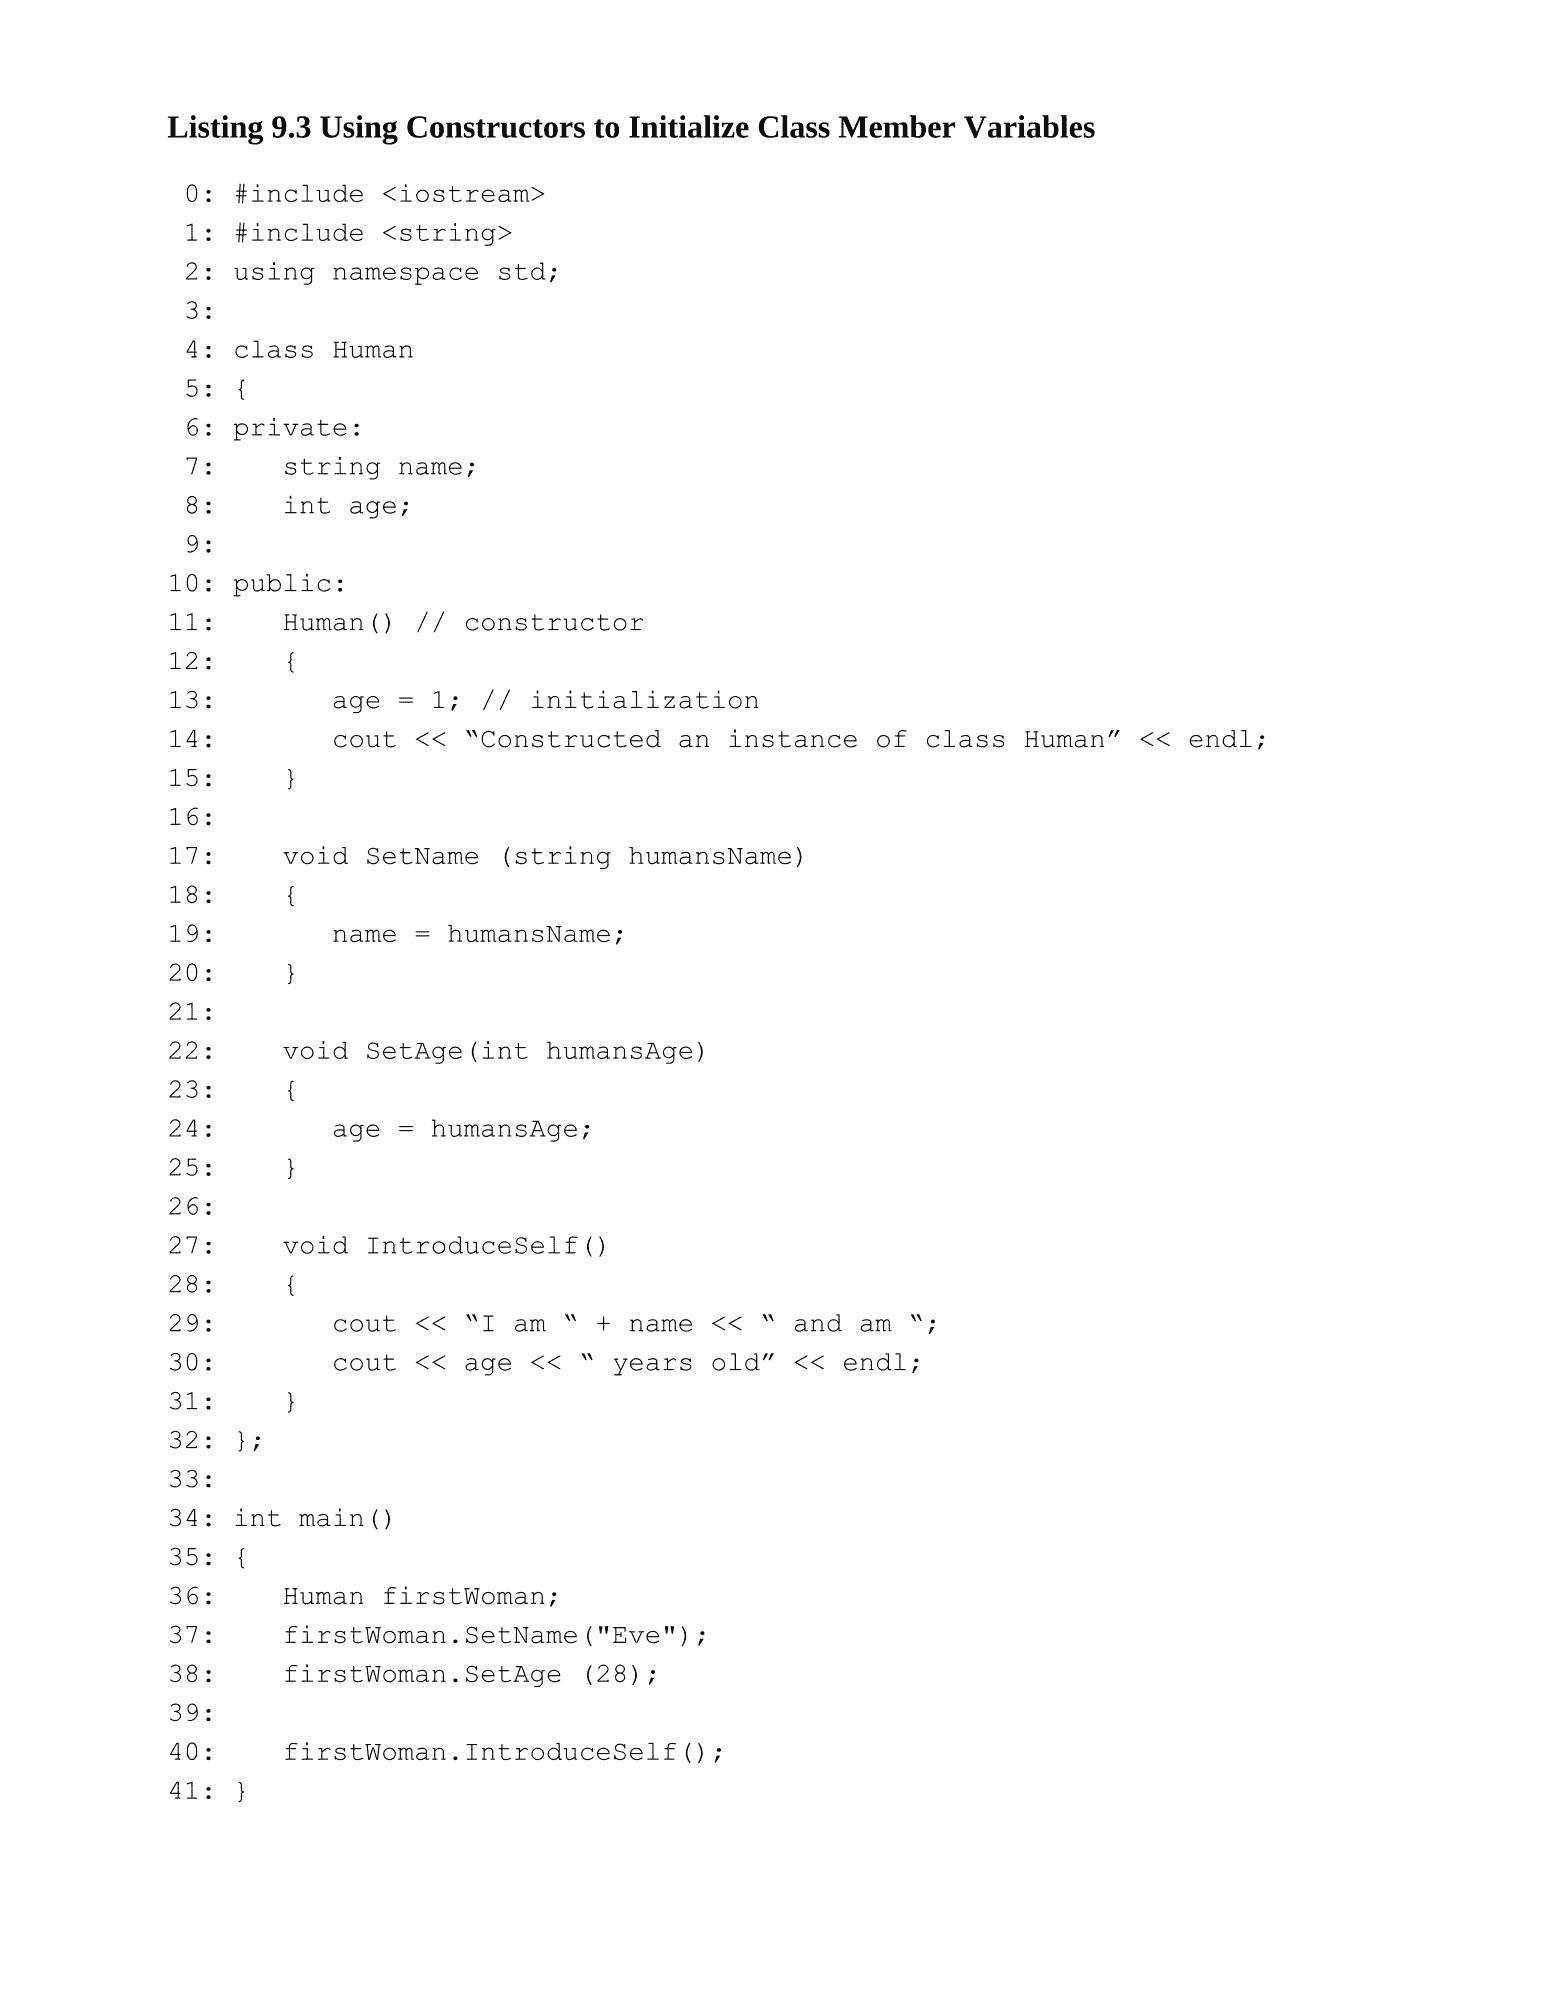 Listing 9.3 Using Constructors to Initialize Class Member Variables
0: #include <iostream>
1: #include <string>
2: using namespace std;
3:
4: class Human
5: {
6: private:
7:    string name;
8:    int age;
9:
10: public:
11:    Human() // constructor
12:    {
13:       age = 1; // initialization
14:       cout << “Constructed an instance of class Human” << endl;
15:    }
16:
17:    void SetName (string humansName)
18:    {
19:       name = humansName;
20:    }
21:
22:    void SetAge(int humansAge)
23:    {
24:       age = humansAge;
25:    }
26:
27:    void IntroduceSelf()
28:    {
29:       cout << “I am “ + name << “ and am “;
30:       cout << age << “ years old” << endl;
31:    }
32: };
33:
34: int main()
35: {
36:    Human firstWoman;
37:    firstWoman.SetName("Eve");
38:    firstWoman.SetAge (28);
39:
40:    firstWoman.IntroduceSelf();
41: }